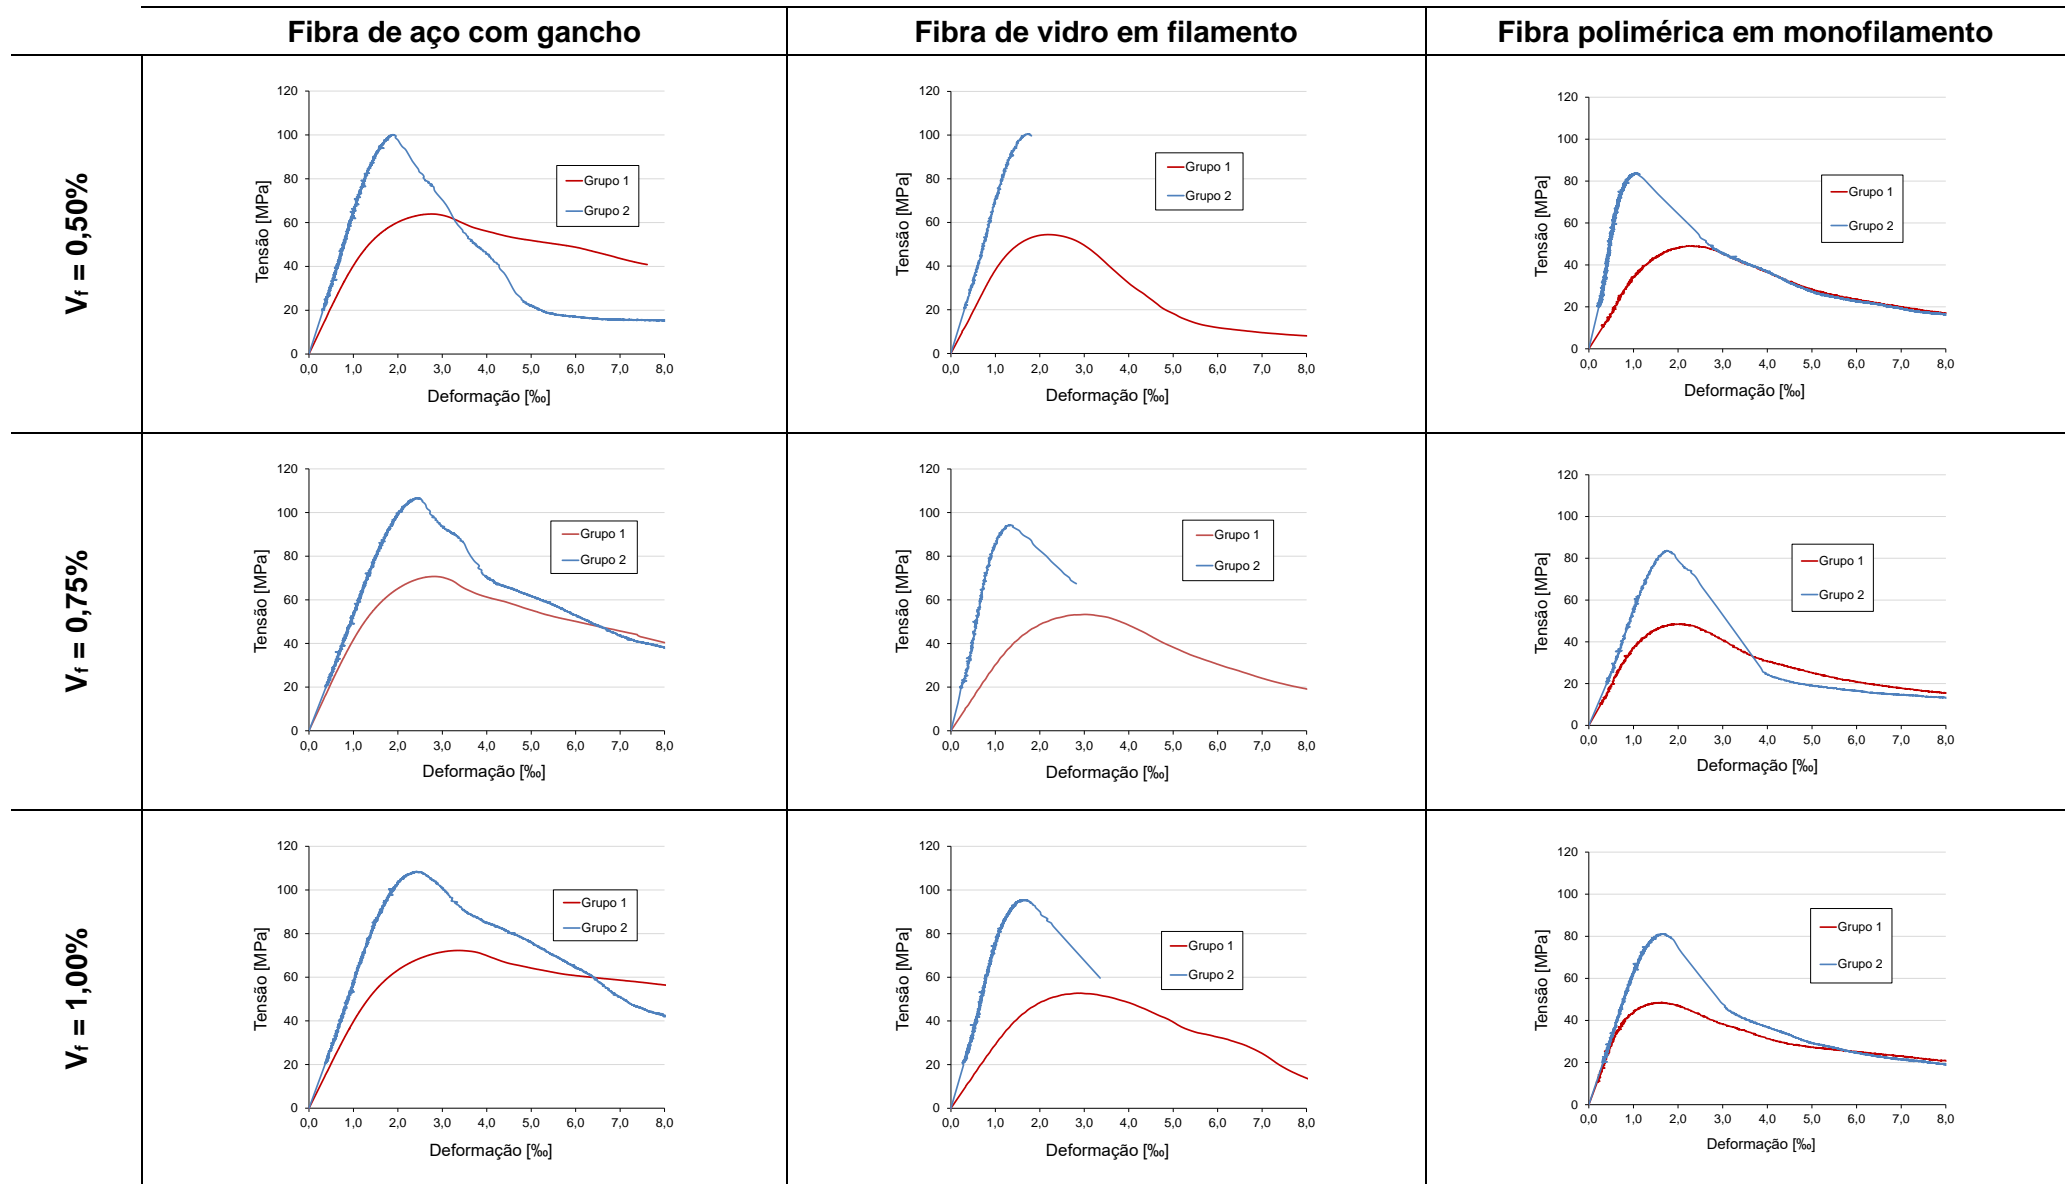 Fibra de aço com gancho
Fibra de vidro em filamento
Fibra polimérica em monofilamento
Vf = 0,50%
Tensão [MPa]
120
100
80
60
40
20
0
0,0 1,0 2,0 3,0 4,0 5,0 6,0 7,0 8,0
Deformação [‰]
Grupo 1
Grupo 2
Tensão [MPa]
120
100
80
60
40
20
0
0,0 1,0 2,0 3,0 4,0 5,0 6,0 7,0 8,0
Deformação [‰]
Grupo 1
Grupo 2
Tensão [MPa]
120
100
80
60
40
20
0
0,0 1,0 2,0 3,0 4,0 5,0 6,0 7,0 8,0
Deformação [‰]
Grupo 1
Grupo 2
Vf = 0,75%
Tensão [MPa]
120
100
80
60
40
20
0
0,0 1,0 2,0 3,0 4,0 5,0 6,0 7,0 8,0
Deformação [‰]
Grupo 1
Grupo 2
Tensão [MPa]
120
100
80
60
40
20
0
0,0 1,0 2,0 3,0 4,0 5,0 6,0 7,0 8,0
Deformação [‰]
Grupo 1
Grupo 2
Tensão [MPa]
120
100
80
60
40
20
0
0,0 1,0 2,0 3,0 4,0 5,0 6,0 7,0 8,0
Deformação [‰]
Grupo 1
Grupo 2
Vf = 1,00%
Tensão [MPa]
120
100
80
60
40
20
0
0,0 1,0 2,0 3,0 4,0 5,0 6,0 7,0 8,0
Deformação [‰]
Grupo 1
Grupo 2
Tensão [MPa]
120
100
80
60
40
20
0
0,0 1,0 2,0 3,0 4,0 5,0 6,0 7,0 8,0
Deformação [‰]
Grupo 1
Grupo 2
Tensão [MPa]
120
100
80
60
40
20
0
0,0 1,0 2,0 3,0 4,0 5,0 6,0 7,0 8,0
Deformação [‰]
Grupo 1
Grupo 2